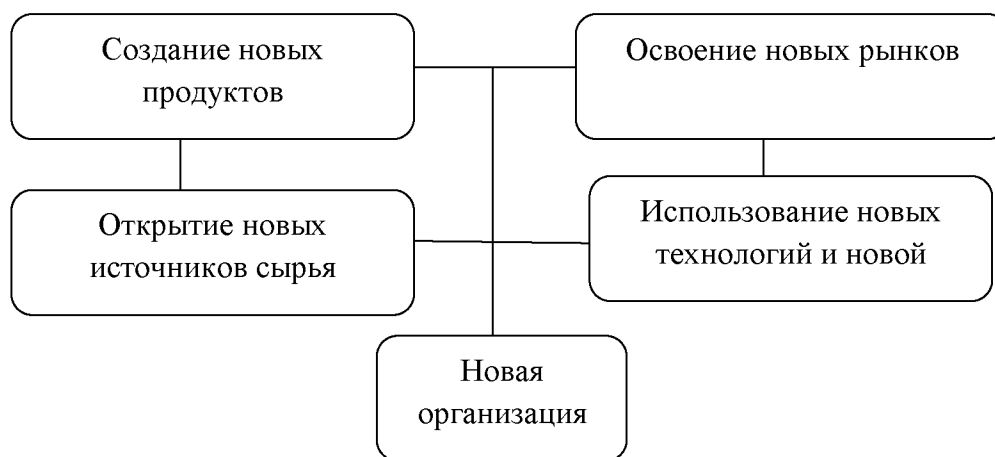 Создание новых
продуктов
Освоение новых рынков
Открытие новых
источников сырья
Использование новых
технологий и новой
Новая
организация